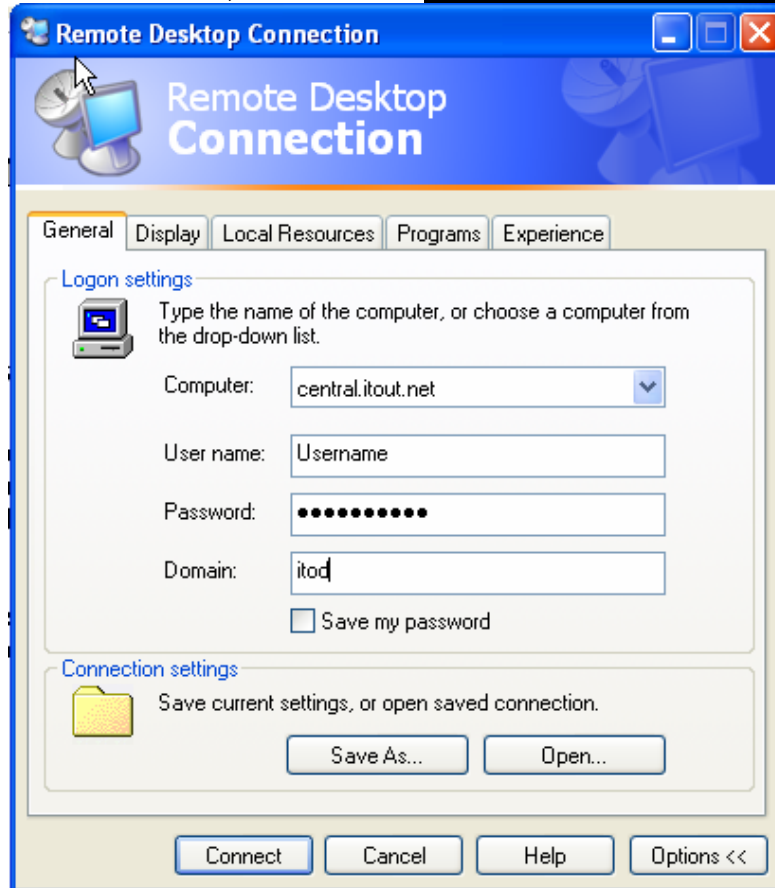 Remote Desktop Connection
Remote Desktop
Connection
General Display Local Resources Programs Experience
Logon settings
Type the name of the computer, or choose a computer from
the drop-down list.
Computer: central.itout.net
User name: Username
Password: ●●●●●●●●●●
Domain: itod
Save my password
Connection settings
Save current settings, or open saved connection.
Save As... Open...
Connect Cancel Help Options <<